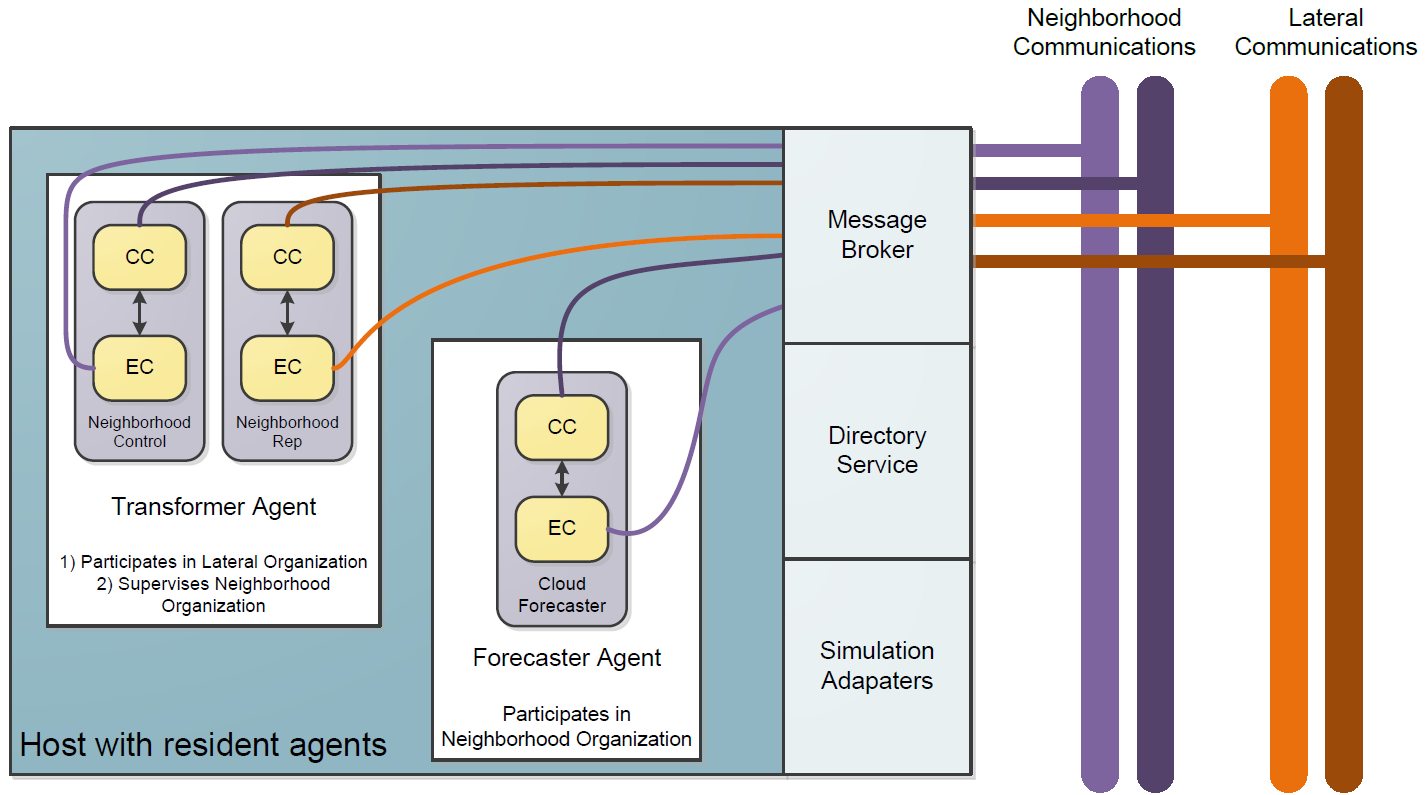 Neighborhood
Communications
Lateral
Communications
CC
EC
Neighborhood
Control
CC
EC
Neighborhood
Rep
Transformer Agent
1) Participates in Lateral Organization
2) Supervises Neighborhood
Organization
CC
EC
Cloud
Forecaster
Forecaster Agent
Participates in
Neighborhood Organization
Host with resident agents
Message
Broker
Directory
Service
Simulation
Adapaters